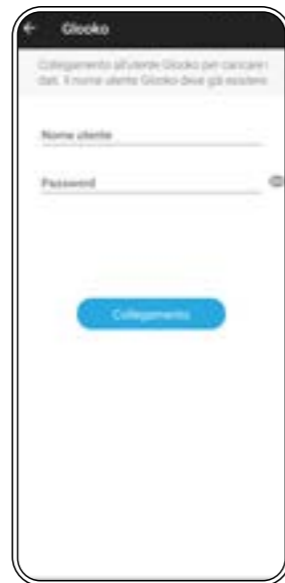 Glooko
Collegamento all'utente Glooko per caricare i
dati. Il nome utente Glooko deve già esistere.
Nome utente
Password
Collegamento